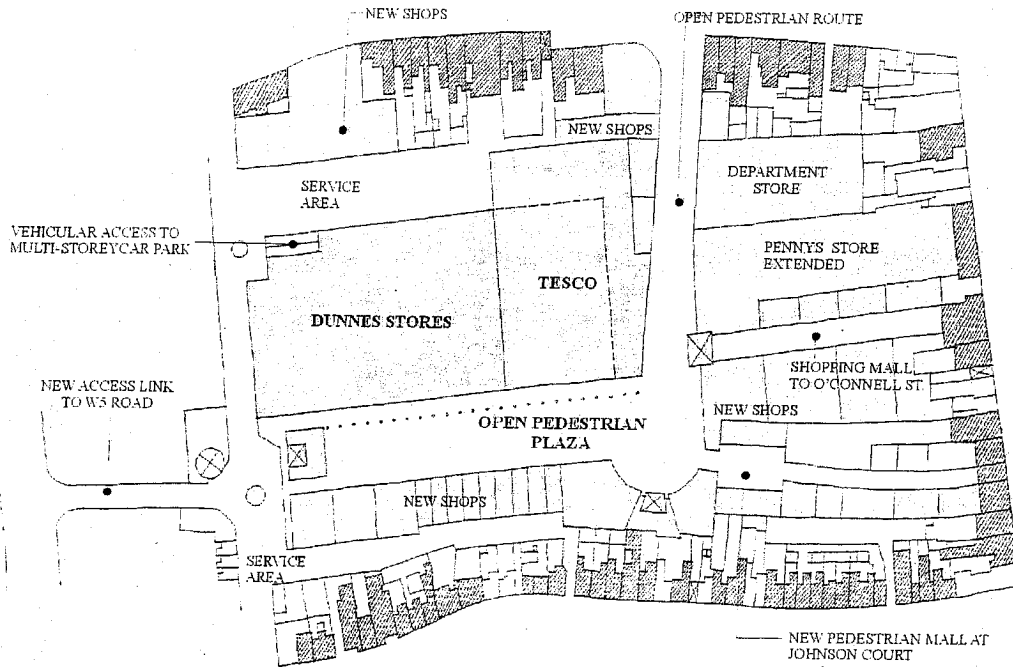 NEW SHOPS
OPEN PEDESTRIAN ROUTE
NEW SHOPS
DEPARTMENT
STORE
SERVICE
AREA
VEHICULAR ACCESS TO
MULTI-STOREYCAR PARK
PENNYS STORE
EXTENDED
TESCO
DUNNES STORES
SHOPPING MALL
TO O'CONNELL ST.
NEW ACCESS LINK
TO W5 ROAD
NEW SHOPS
OPEN PEDESTRIAN
PLAZA
NEW SHOPS
SERVICE
AREA
NEW PEDESTRIAN MALL AT
JOHNSON COURT